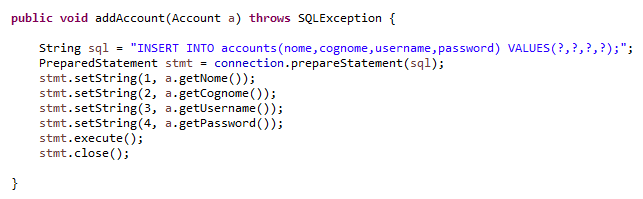 public void addAccount(Account a) throws SQLException {
String sql = "INSERT INTO accounts(nome,cognome,username,password) VALUES(?,?,?,?);";
PreparedStatement stmt = connection.prepareStatement(sql);
stmt.setString(1, a.getNome());
stmt.setString(2, a.getCognome());
stmt.setString(3, a.getUsername());
stmt.setString(4, a.getPassword());
stmt.execute();
stmt.close();
}